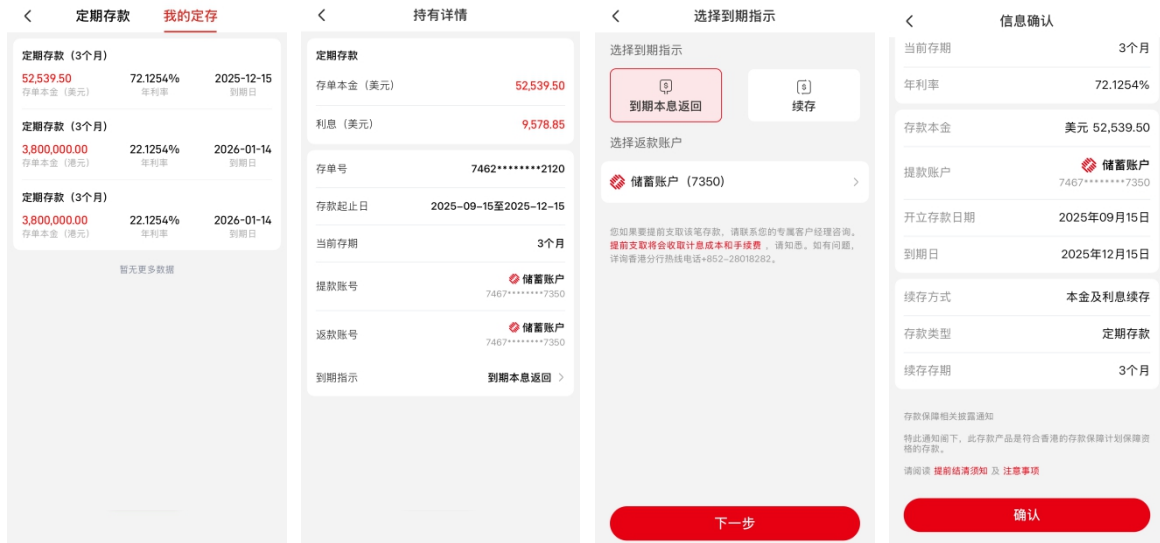 定期存款
我的定存
定期存款（3个月）
52,539.50
72.1254%
2025-12-15
存单本金（美元）
年利率
到期日
定期存款（3个月）
3,800,000.00
22.1254%
2026-01-14
存单本金（港元）
年利率
到期日
定期存款（3个月）
3,800,000.00
22.1254%
2026-01-14
存单本金（港元）
年利率
到期日
暂无更多数据
持有详情
定期存款
存单本金（美元）
52,539.50
利息（美元）
9,578.85
存单号
7462********2120
存款起止日
2025-09-15至2025-12-15
当前存期
3个月
提款账号
储蓄账户
7467********7350
返款账号
储蓄账户
7467********7350
到期指示
到期本息返回
选择到期指示
选择到期指示
到期本息返回
续存
选择返款账户
储蓄账户（7350）
您如果要提前支取该笔存款，请联系您的专属客户经理咨询。
提前支取将会收取计息成本和手续费，请知悉。如有问题，
详询香港分行热线电话+852-28018282。
下一步
信息确认
当前存期
3个月
年利率
72.1254%
存款本金
美元 52,539.50
提款账户
储蓄账户
7467********7350
开立存款日期
2025年09月15日
到期日
2025年12月15日
续存方式
本金及利息续存
存款类型
定期存款
续存存期
3个月
存款保障相关披露通知
特此通知阁下，此存款产品是符合香港的存款保障计划保障资
格的存款。
请阅读 提前结清须知 及 注意事项
确认